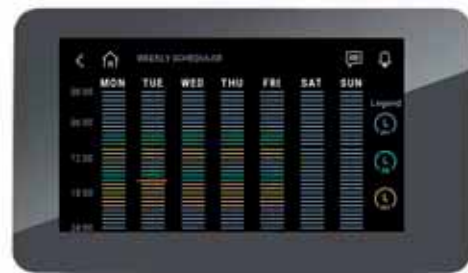 WEEKLY SCHEDULER
MON TUE WED THU FRI SAT SUN
00:00
Legend
06:00
12:00
18:00
24:00